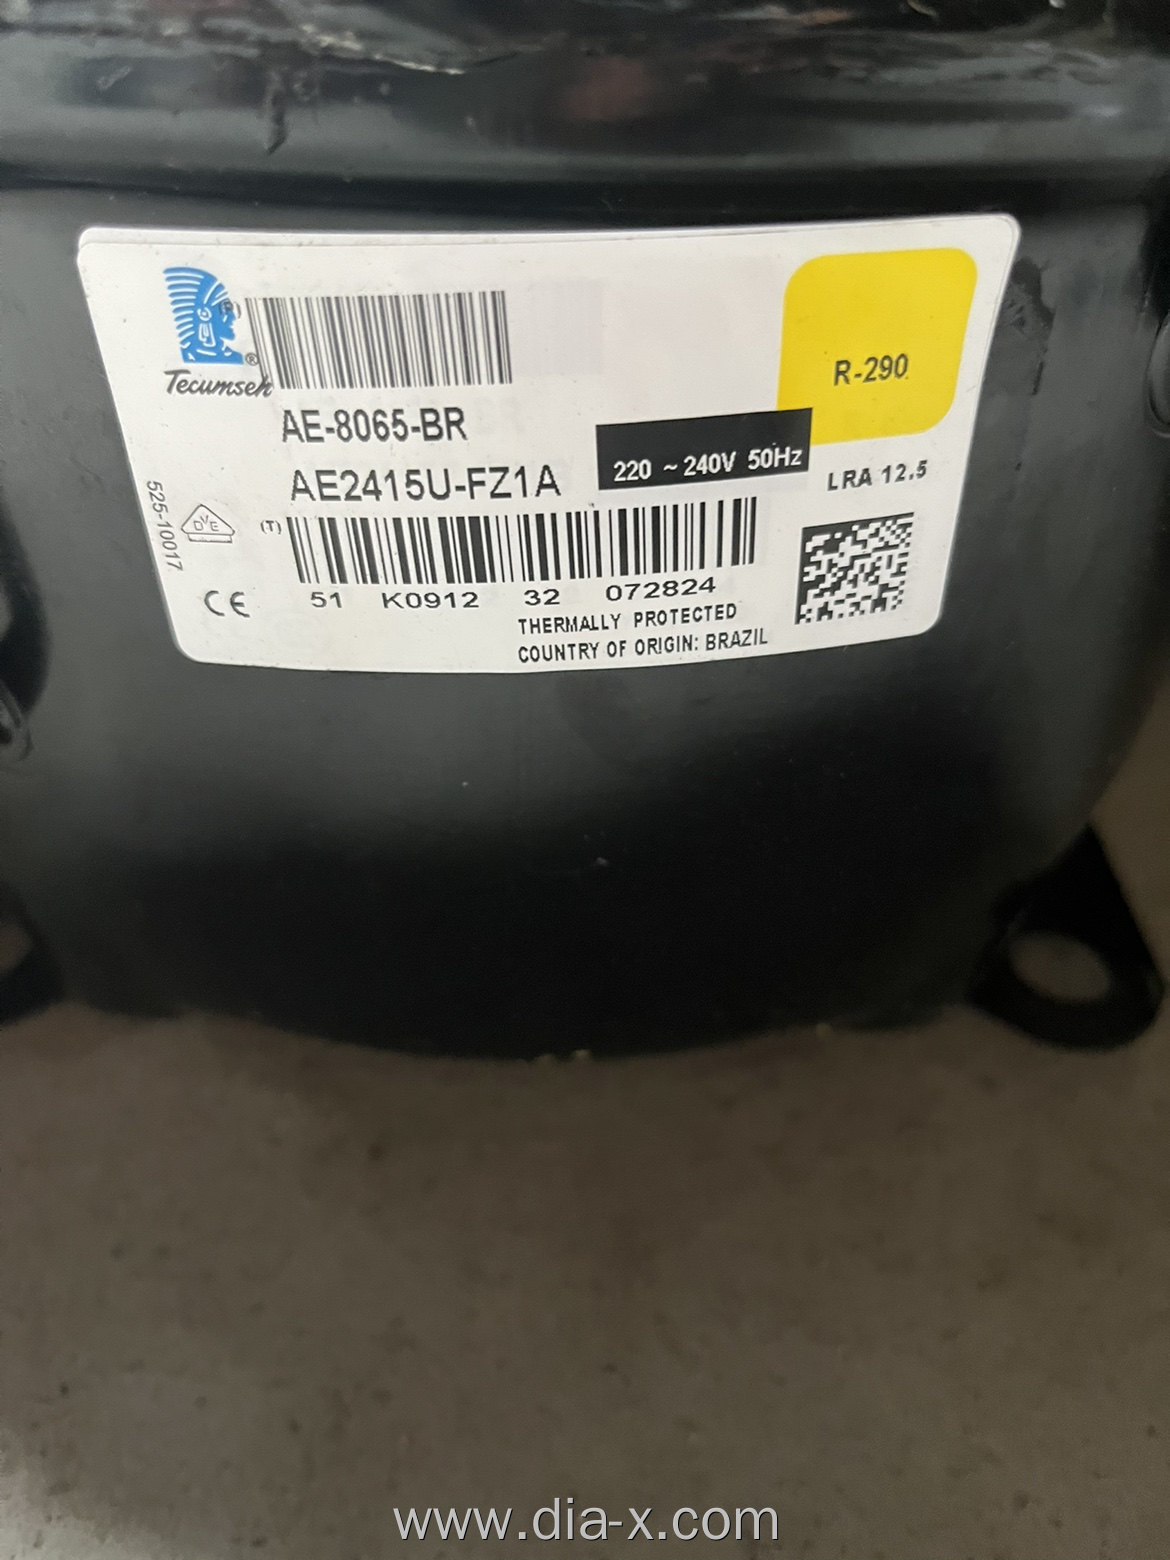 (R)
Tecumseh®
AE-8065-BR
R-290
AE2415U-FZ1A
220 ~ 240V 50Hz
LRA 12.5
525-10017
DVE
(T)
CE
51 K0912 32 072824
THERMALLY PROTECTED
COUNTRY OF ORIGIN: BRAZIL
www.dia-x.com